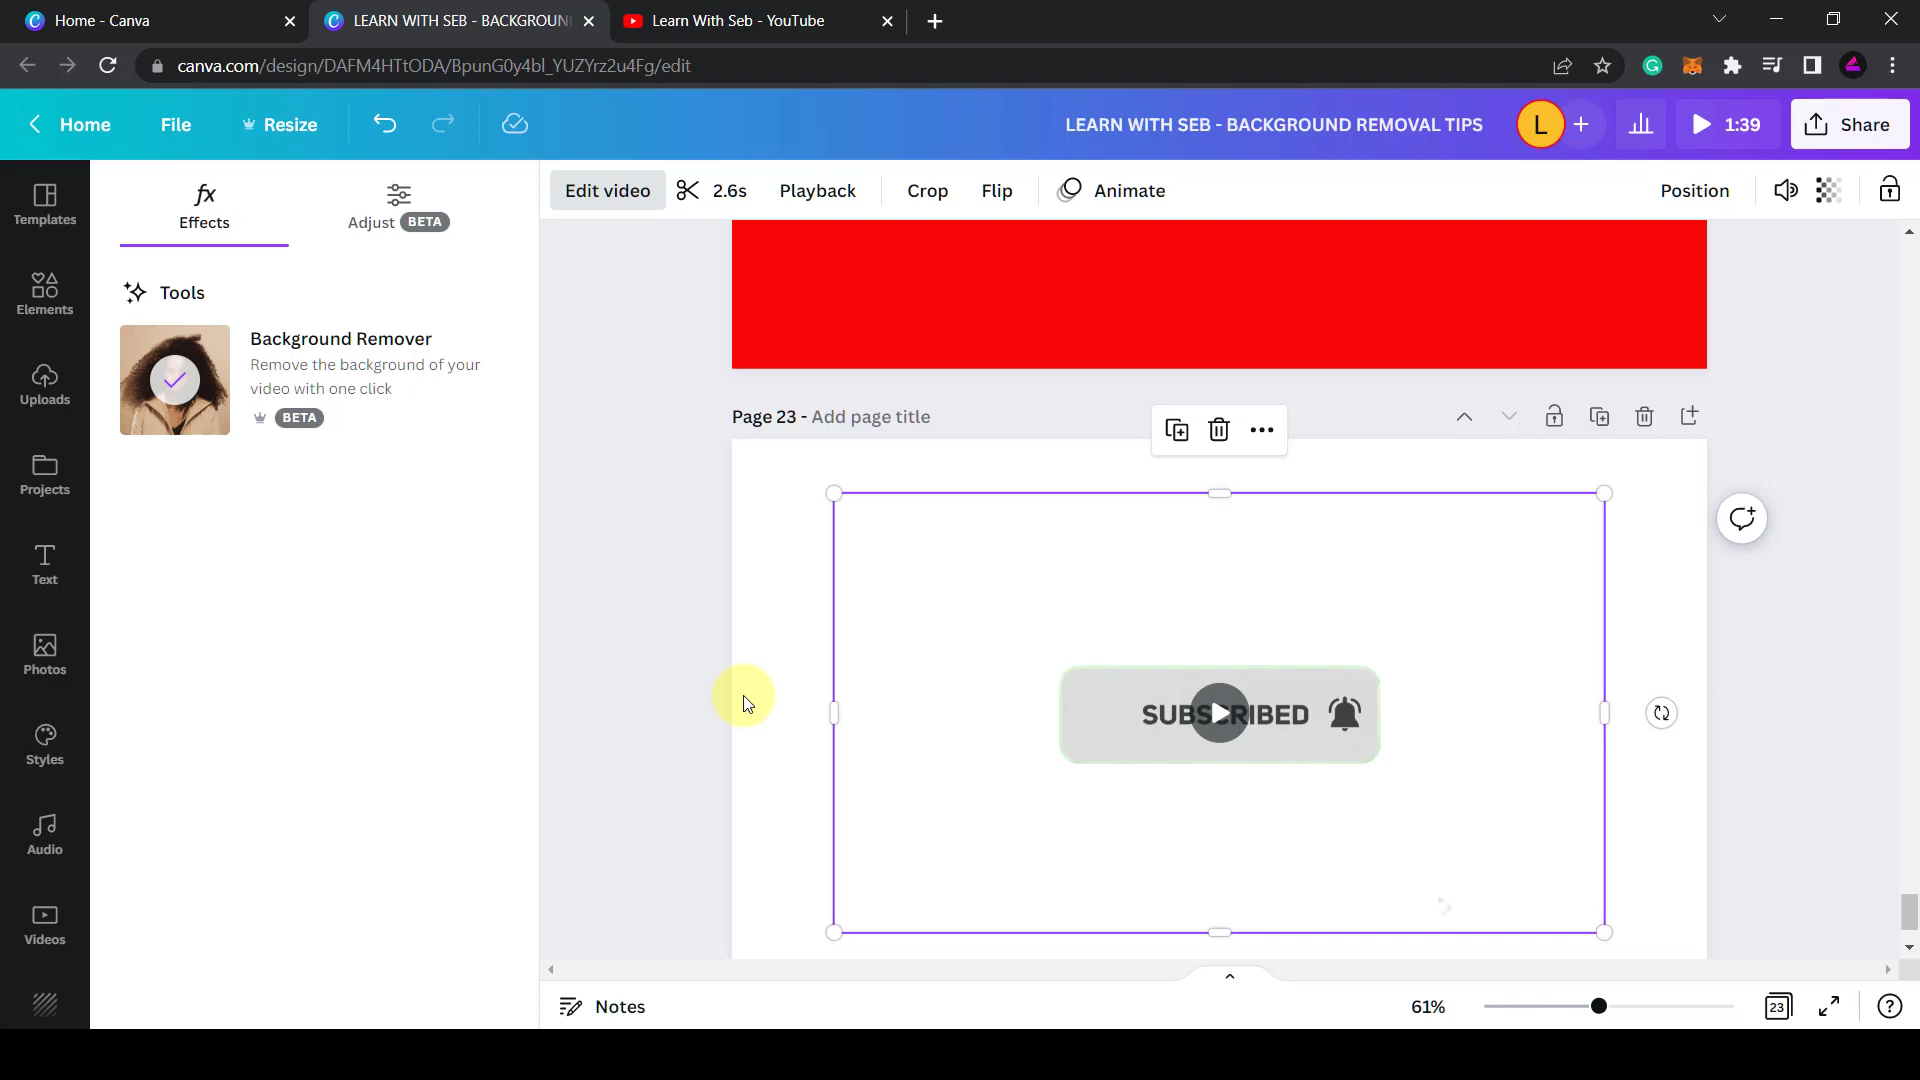 Home - Canva
LEARN WITH SEB - BACKGROUN
Learn With Seb - YouTube
canva.com/design/DAFM4HTtODA/BpunG0y4bl_YUZYrz2u4Fg/edit
Home
File
Resize
LEARN WITH SEB - BACKGROUND REMOVAL TIPS
L
1:39
Share
Templates
Elements
Uploads
Projects
Text
Photos
Styles
Audio
Videos
Effects
Adjust BETA
Tools
Background Remover
Remove the background of your
video with one click
BETA
Edit video
2.6s
Playback
Crop
Flip
Animate
Position
Page 23 - Add page title
SUBSCRIBED
Notes
61%
23